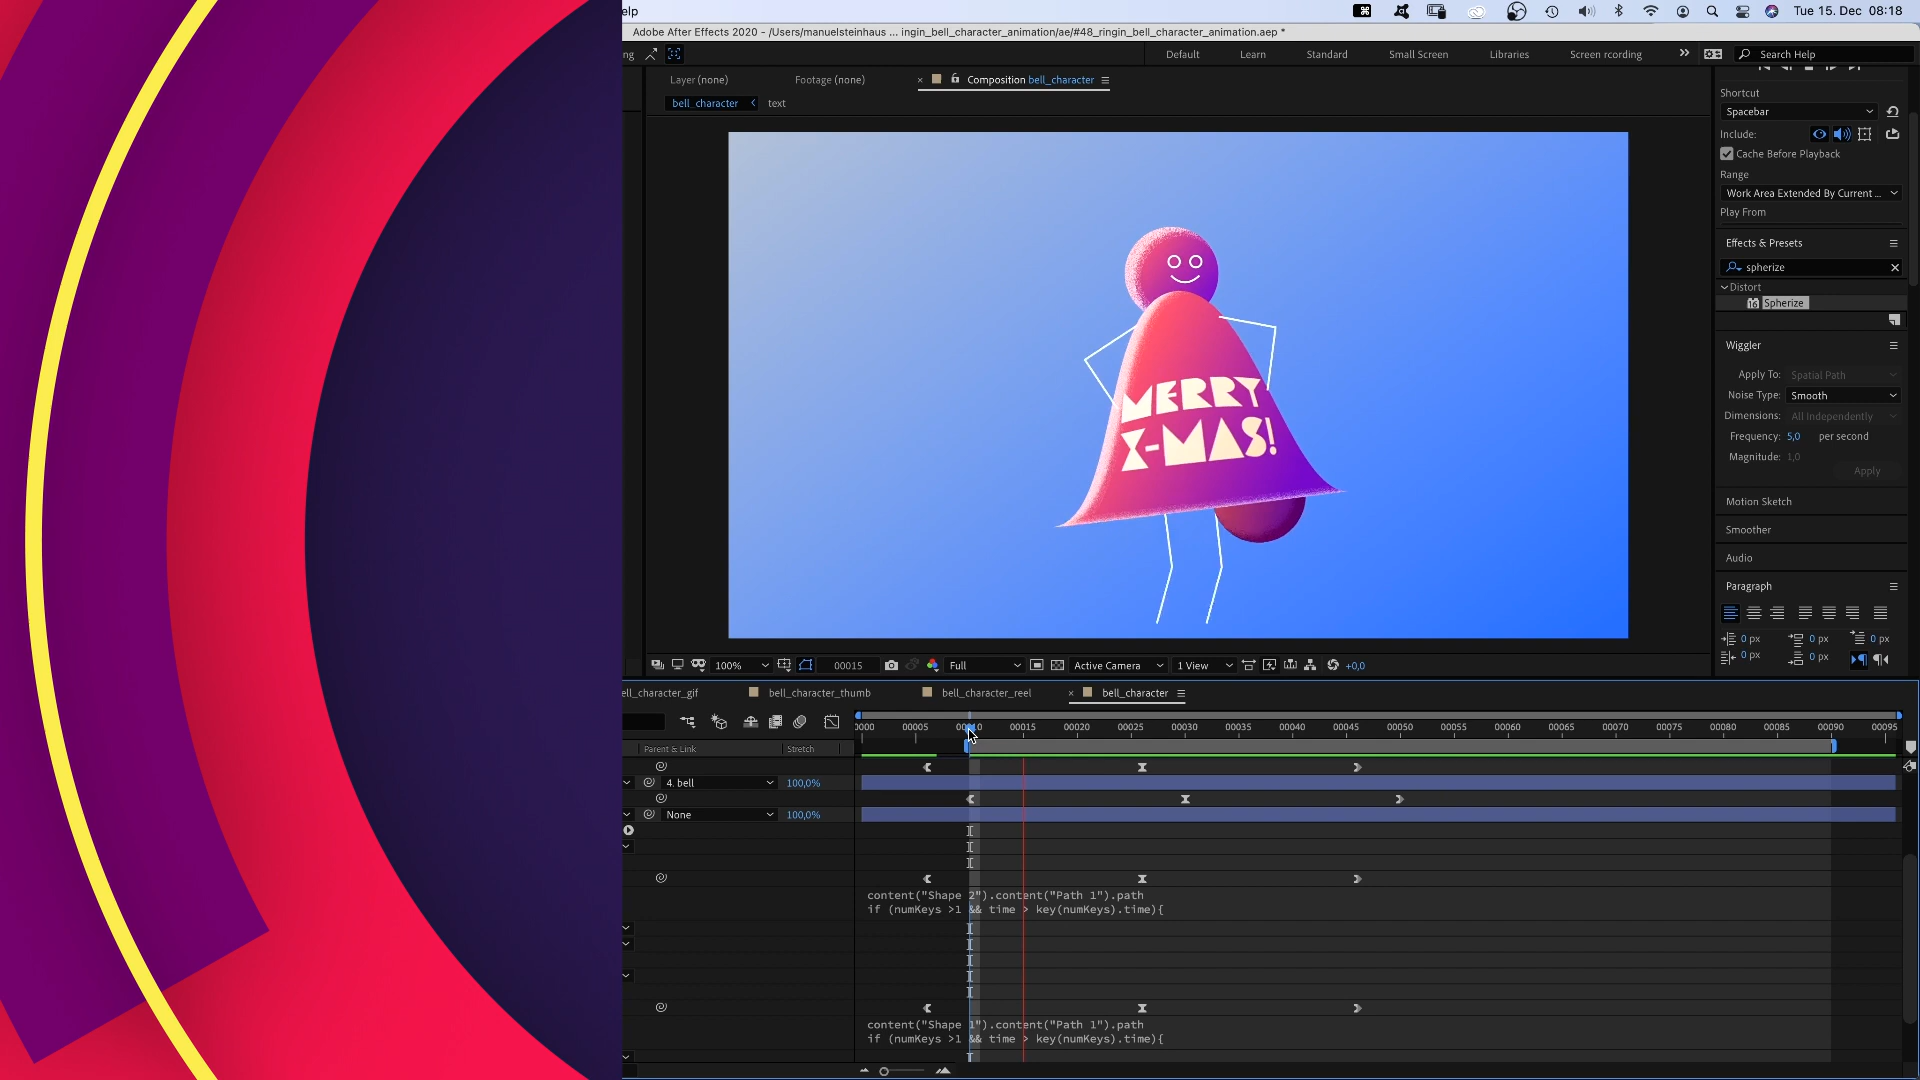 elp
Tue 15. Dec 08:18
Adobe After Effects 2020 - /Users/manuelsteinhaus ... ingin_bell_character_animation/ae/#48_ringin_bell_character_animation.aep *
ng
Default
Learn
Standard
Small Screen
Libraries
Screen rcording
Search Help
Layer (none)
Footage (none)
Composition bell_character
bell_character
text
MERRY
X-MAS!
Shortcut
Spacebar
Include:
Cache Before Playback
Range
Work Area Extended By Current ...
Play From
Effects & Presets
spherize
Distort
Spherize
Wiggler
Apply To: Spatial Path
Noise Type: Smooth
Dimensions: All Independently
Frequency: 5,0 per second
Magnitude: 1,0
Apply
Motion Sketch
Smoother
Audio
Paragraph
0 px 0 px 0 px
0 px 0 px
100%
00015
Full
Active Camera
1 View
+0,0
ell_character_gif
bell_character_thumb
bell_character_reel
bell_character
0000 00005 00010 00015 00020 00025 00030 00035 00040 00045 00050 00055 00060 00065 00070 00075 00080 00085 00090 00095
Parent & Link
Stretch
4. bell 100,0%
None 100,0%
content("Shape 2").content("Path 1").path
if (numKeys >1 && time > key(numKeys).time){
content("Shape 1").content("Path 1").path
if (numKeys >1 && time > key(numKeys).time){